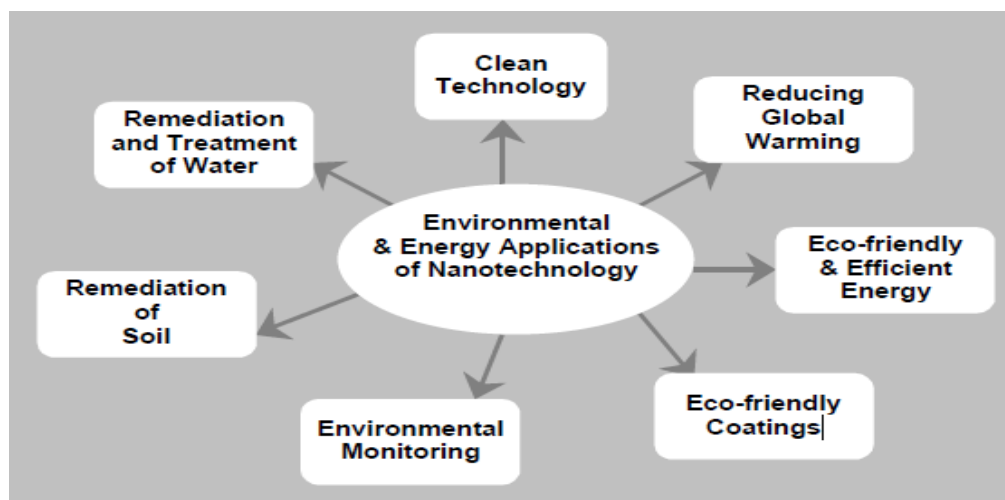 Clean
Technology
Reducing
Global
Warming
Remediation
and Treatment
of Water
Environmental
& Energy Applications
of Nanotechnology
Eco-friendly
& Efficient
Energy
Remediation
of
Soil
Eco-friendly
Coatings
Environmental
Monitoring